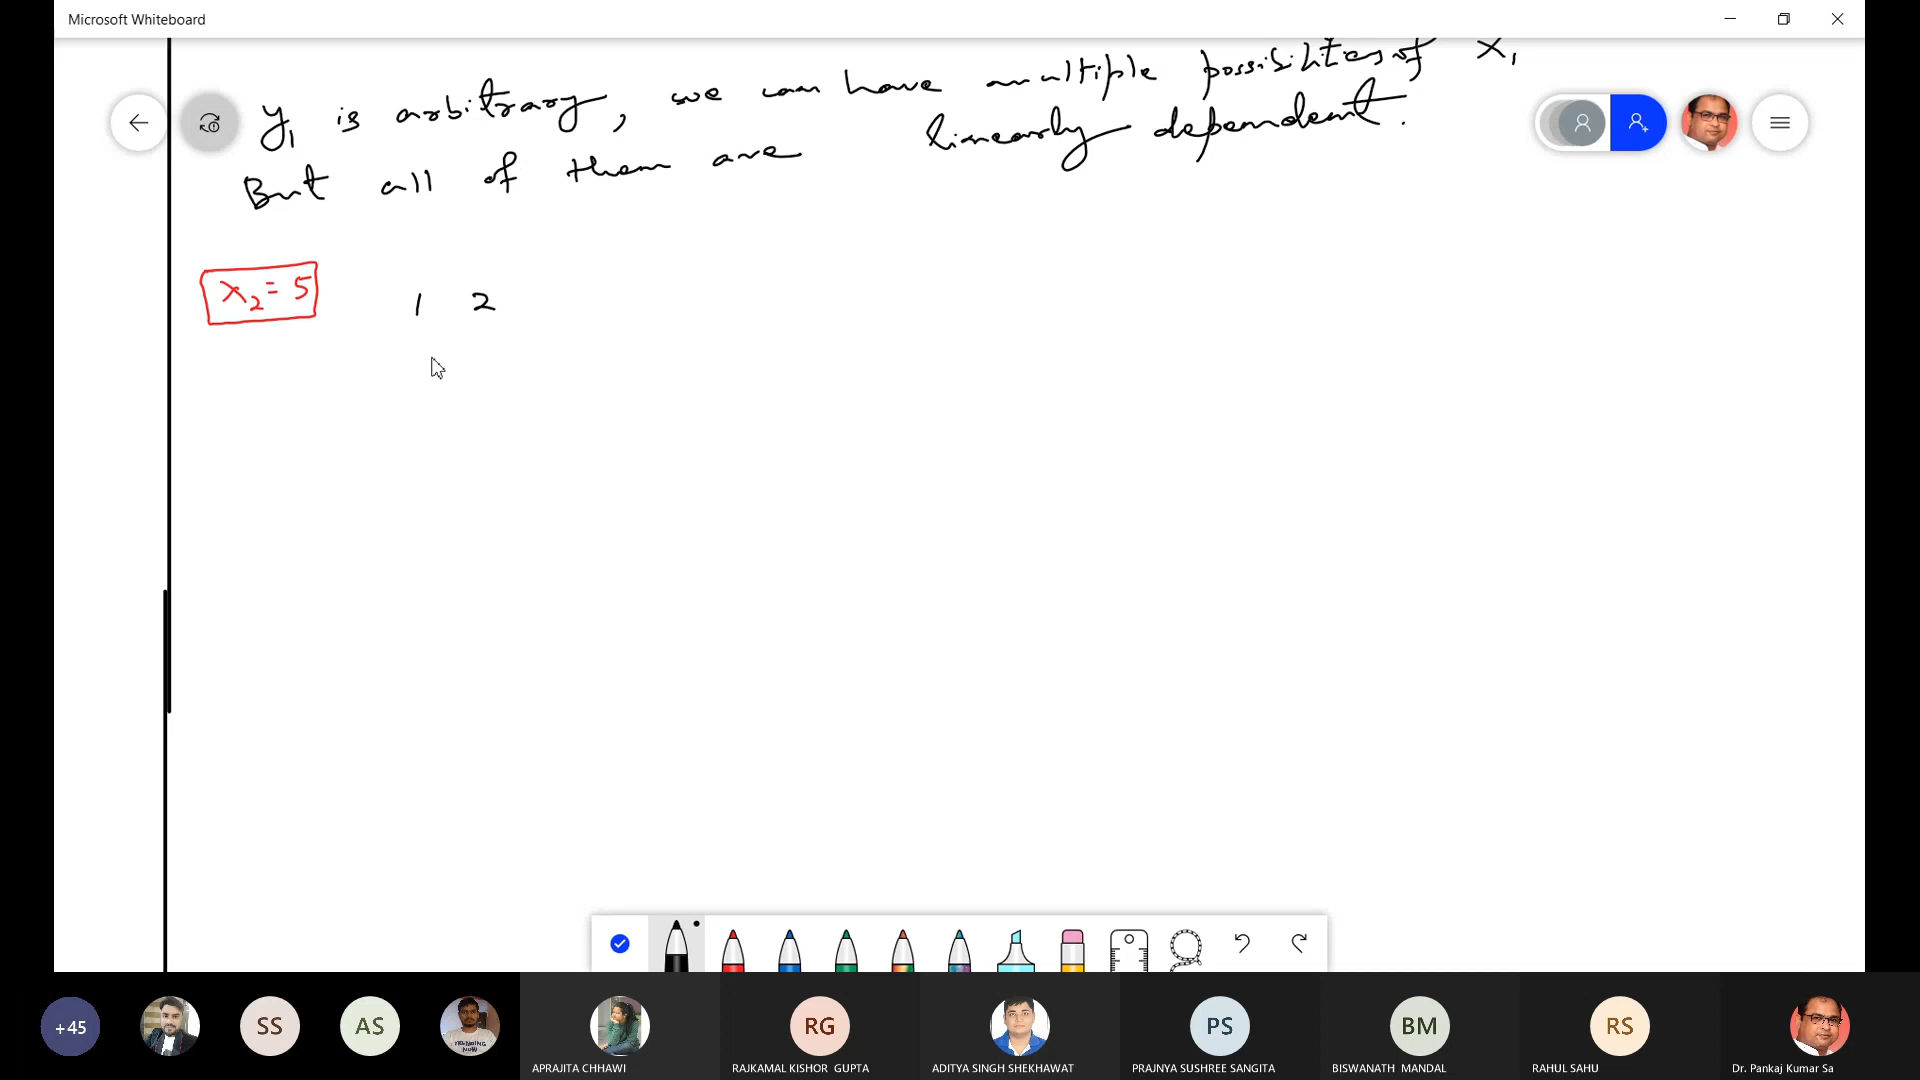 Microsoft Whiteboard
y₁ is arbitrary, we can have multiple possibilities of x₁
But all of them are linearly dependent.
x₂ = 5 1 2
+45
SS
AS
TRENDING NOW
RG
PS
BM
RS
APRAJITA CHHAWI
RAJKAMAL KISHOR GUPTA
ADITYA SINGH SHEKHAWAT
PRAJNYA SUSHREE SANGITA
BISWANATH MANDAL
RAHUL SAHU
Dr. Pankaj Kumar Sa